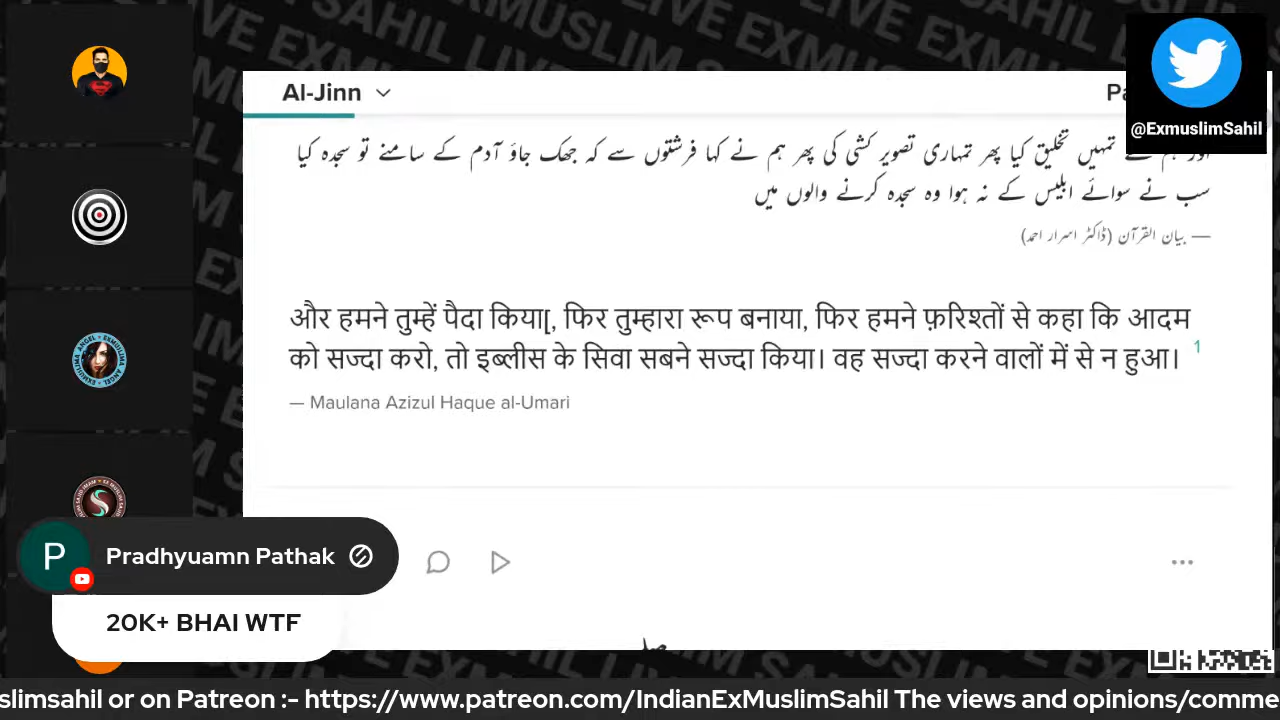 Al-Jinn
@ExmuslimSahil
تمہیں تخلیق کیا پھر تمہاری تصویر کشی کی پھر ہم نے کہا فرشتوں سے کہ جھک جاؤ آدم کے سامنے تو سجدہ کیا
سب نے سوائے ابلیس کے نہ ہوا وہ سجدہ کرنے والوں میں
— بیان القرآن (ڈاکٹر اسرار احمد)
और हमने तुम्हें पैदा किया[, फिर तुम्हारा रूप बनाया, फिर हमने फ़रिश्तों से कहा कि आदम
को सज्दा करो, तो इब्लीस के सिवा सबने सज्दा किया। वह सज्दा करने वालों में से न हुआ। 1
— Maulana Azizul Haque al-Umari
P
Pradhyuamn Pathak
20K+ BHAI WTF
slimsahil or on Patreon :- https://www.patreon.com/IndianExMuslimSahil The views and opinions/comme